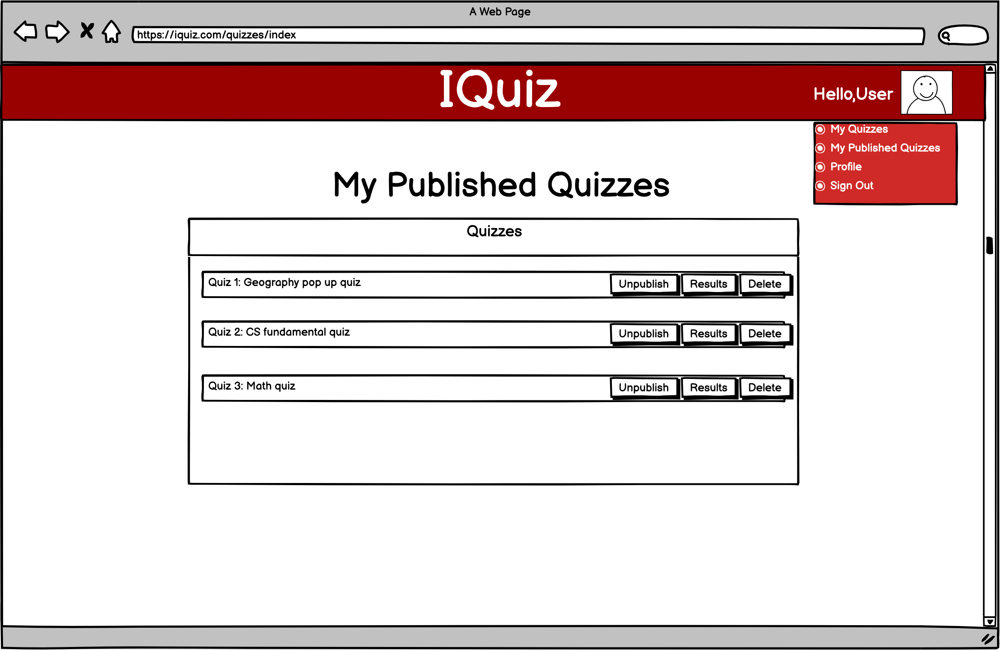 A Web Page
https://iquiz.com/quizzes/index
IQuiz
Hello,User
My Quizzes
My Published Quizzes
Profile
Sign Out
My Published Quizzes
Quizzes
Quiz 1: Geography pop up quiz Unpublish Results Delete
Quiz 2: CS fundamental quiz Unpublish Results Delete
Quiz 3: Math quiz Unpublish Results Delete